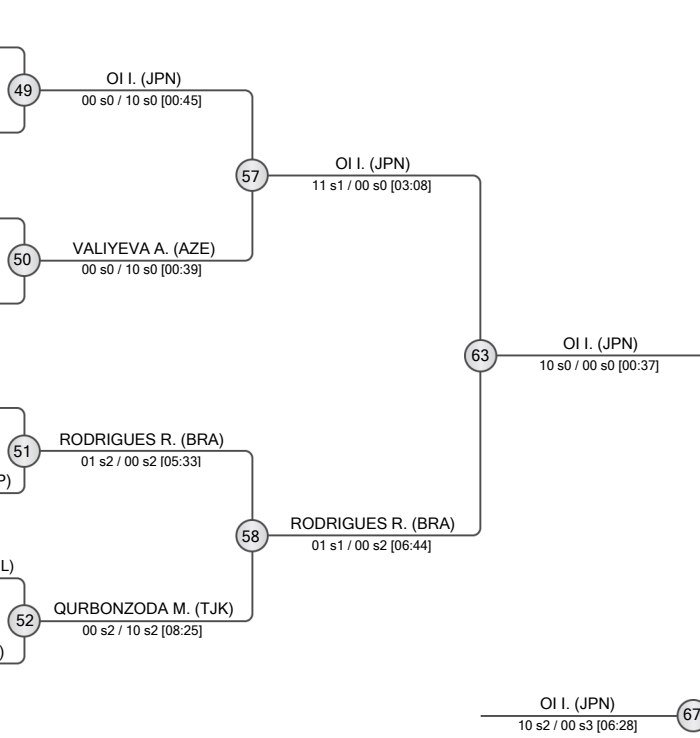 OI I. (JPN)
49
00 s0 / 10 s0 [00:45]
OI I. (JPN)
57
11 s1 / 00 s0 [03:08]
VALIYEVA A. (AZE)
50
00 s0 / 10 s0 [00:39]
OI I. (JPN)
63
10 s0 / 00 s0 [00:37]
RODRIGUES R. (BRA)
51
01 s2 / 00 s2 [05:33]
P)
RODRIGUES R. (BRA)
58
01 s1 / 00 s2 [06:44]
L)
QURBONZODA M. (TJK)
52
00 s2 / 10 s2 [08:25]
)
OI I. (JPN)
67
10 s2 / 00 s3 [06:28]